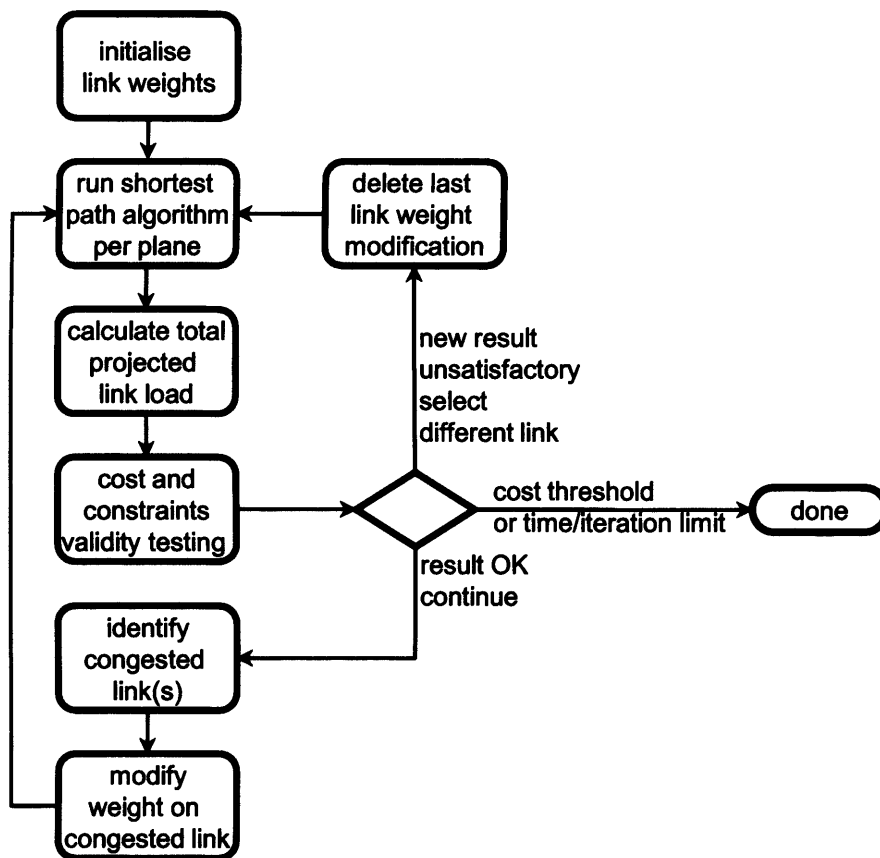 initialise
link weights
run shortest
path algorithm
per plane
delete last
link weight
modification
calculate total
projected
link load
new result
unsatisfactory
select
different link
cost and
constraints
validity testing
cost threshold
or time/iteration limit
done
result OK
continue
identify
congested
link(s)
modify
weight on
congested link